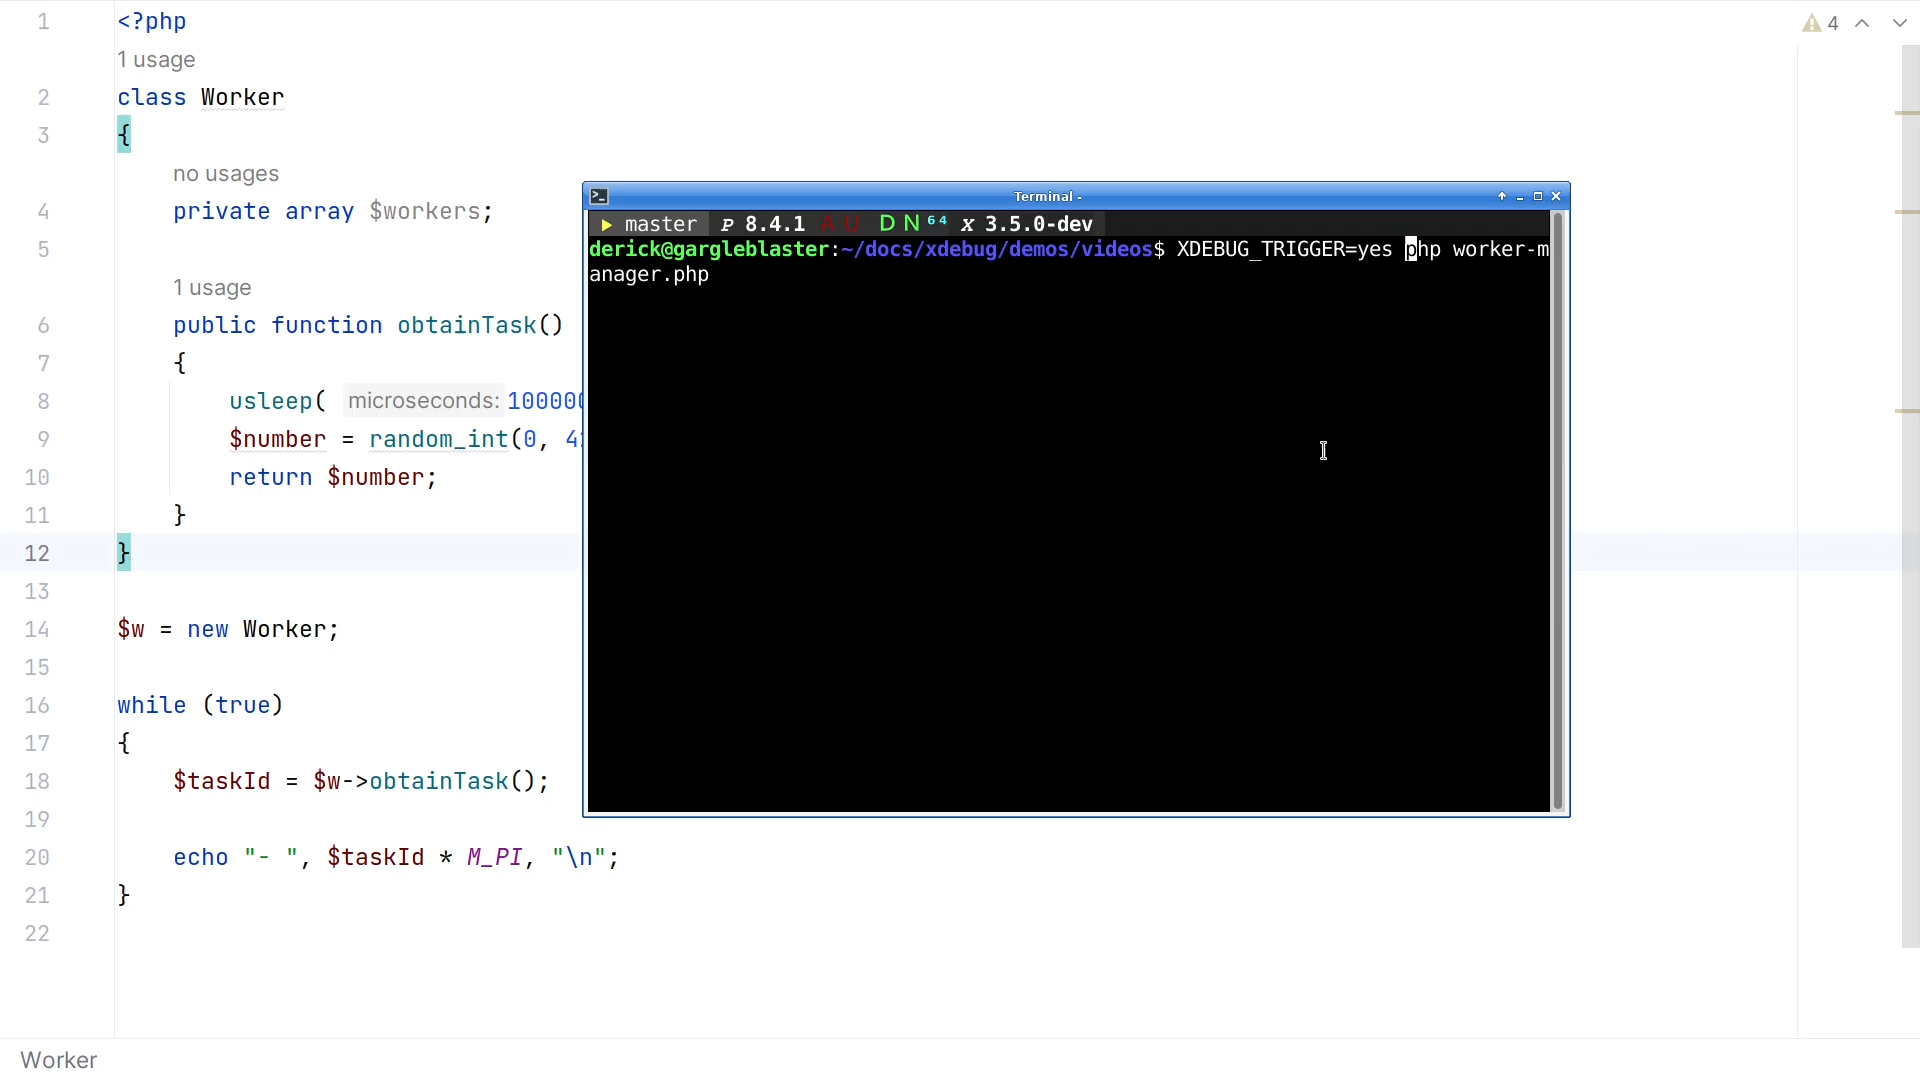 1 <?php
1 usage
2 class Worker
3 {
no usages
4 private array $workers;
5
1 usage
6 public function obtainTask()
7 {
8 usleep( microseconds: 100000
9 $number = random_int(0, 4
10 return $number;
11 }
12 }
13
14 $w = new Worker;
15
16 while (true)
17 {
18 $taskId = $w->obtainTask();
19
20 echo "- ", $taskId * M_PI, "\n";
21 }
22
Worker
4
Terminal -
master P 8.4.1 A U D N 64 X 3.5.0-dev
derick@gargleblaster:~/docs/xdebug/demos/videos$ XDEBUG_TRIGGER=yes php worker-m
anager.php